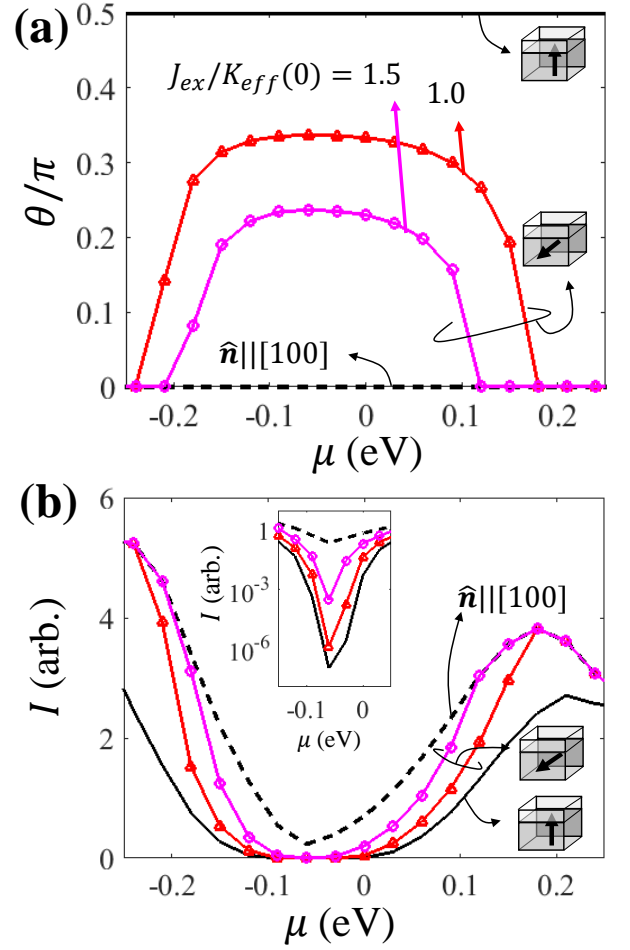 (a)
0.5
0.4
0.3
0.2
0.1
0
θ/π
J_ex/K_eff(0) = 1.5
1.0
n̂||[100]
-0.2
-0.1
0
0.1
0.2
μ (eV)
(b)
6
4
2
0
I (arb.)
1
10^-3
10^-6
I (arb.)
-0.1
0
μ (eV)
n̂||[100]
-0.2
-0.1
0
0.1
0.2
μ (eV)